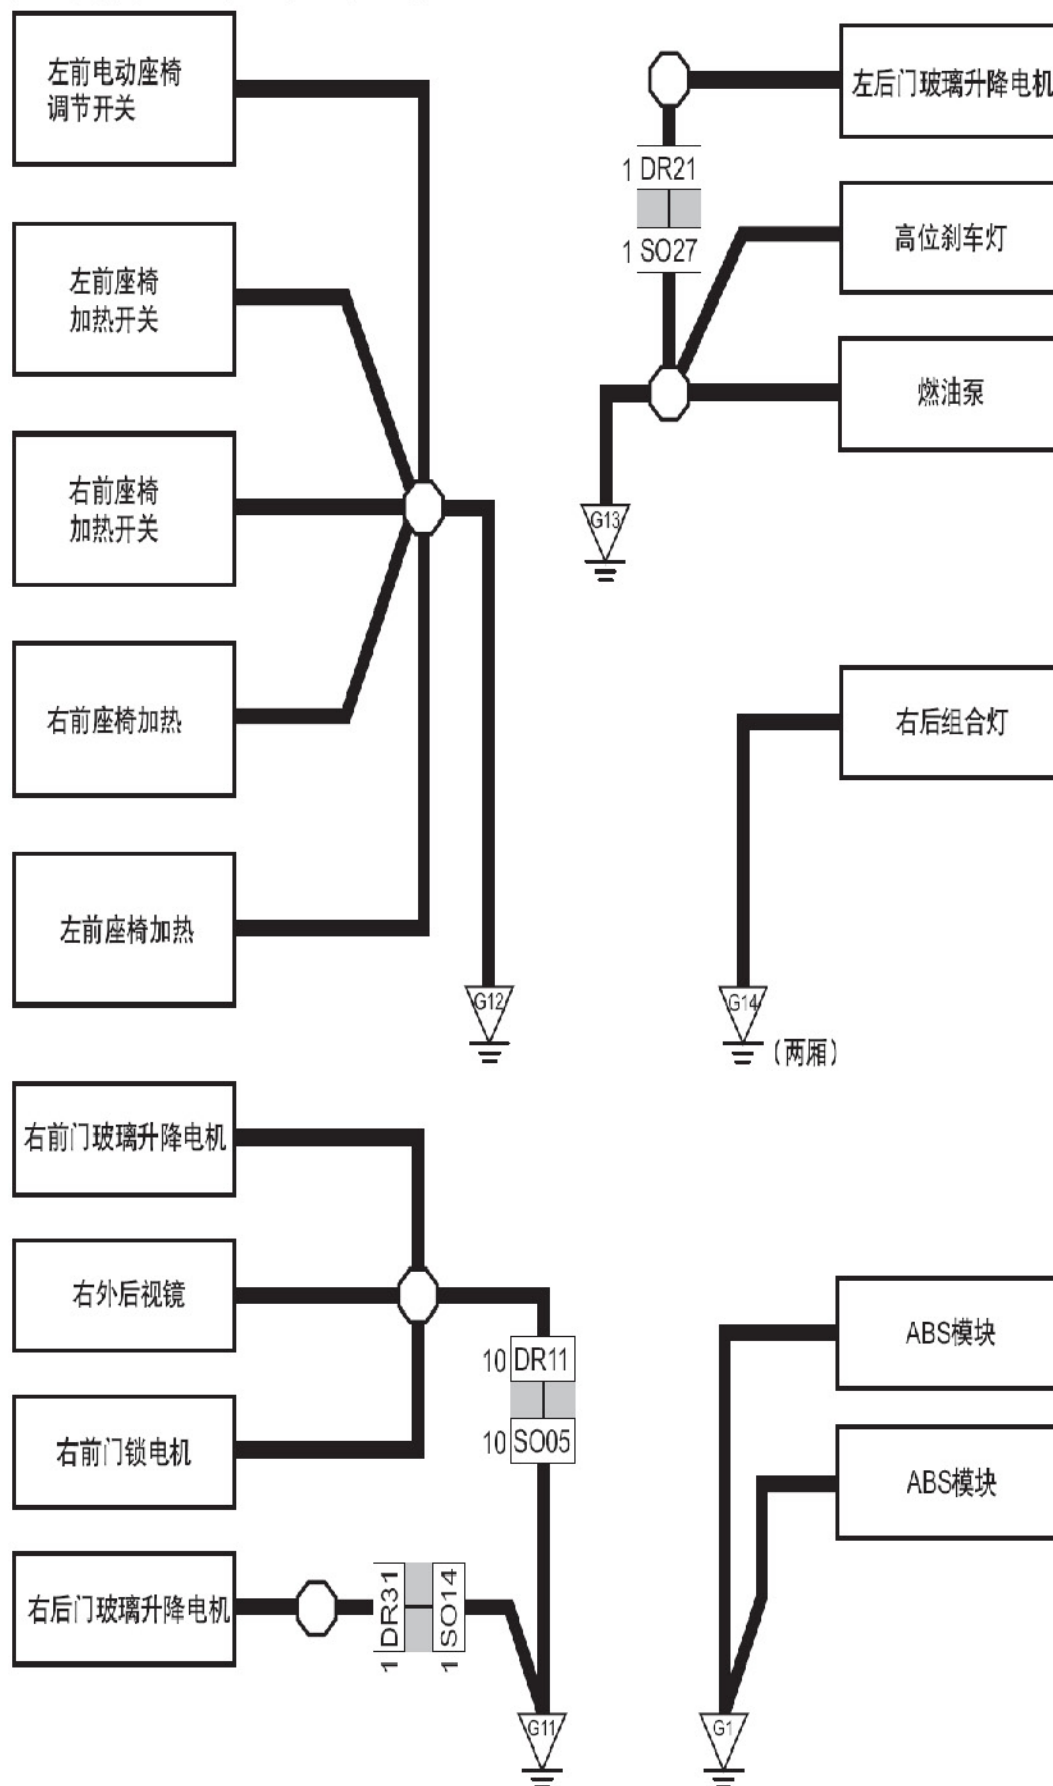 左前电动座椅
调节开关
左前座椅
加热开关
右前座椅
加热开关
右前座椅加热
左前座椅加热
G12
左后门玻璃升降电机
1 DR21
1 SO27
高位刹车灯
燃油泵
G13
右后组合灯
G14
(两厢)
右前门玻璃升降电机
右外后视镜
右前门锁电机
10 DR11
10 SO05
右后门玻璃升降电机
1 DR31
1 SO14
G11
ABS模块
ABS模块
G1